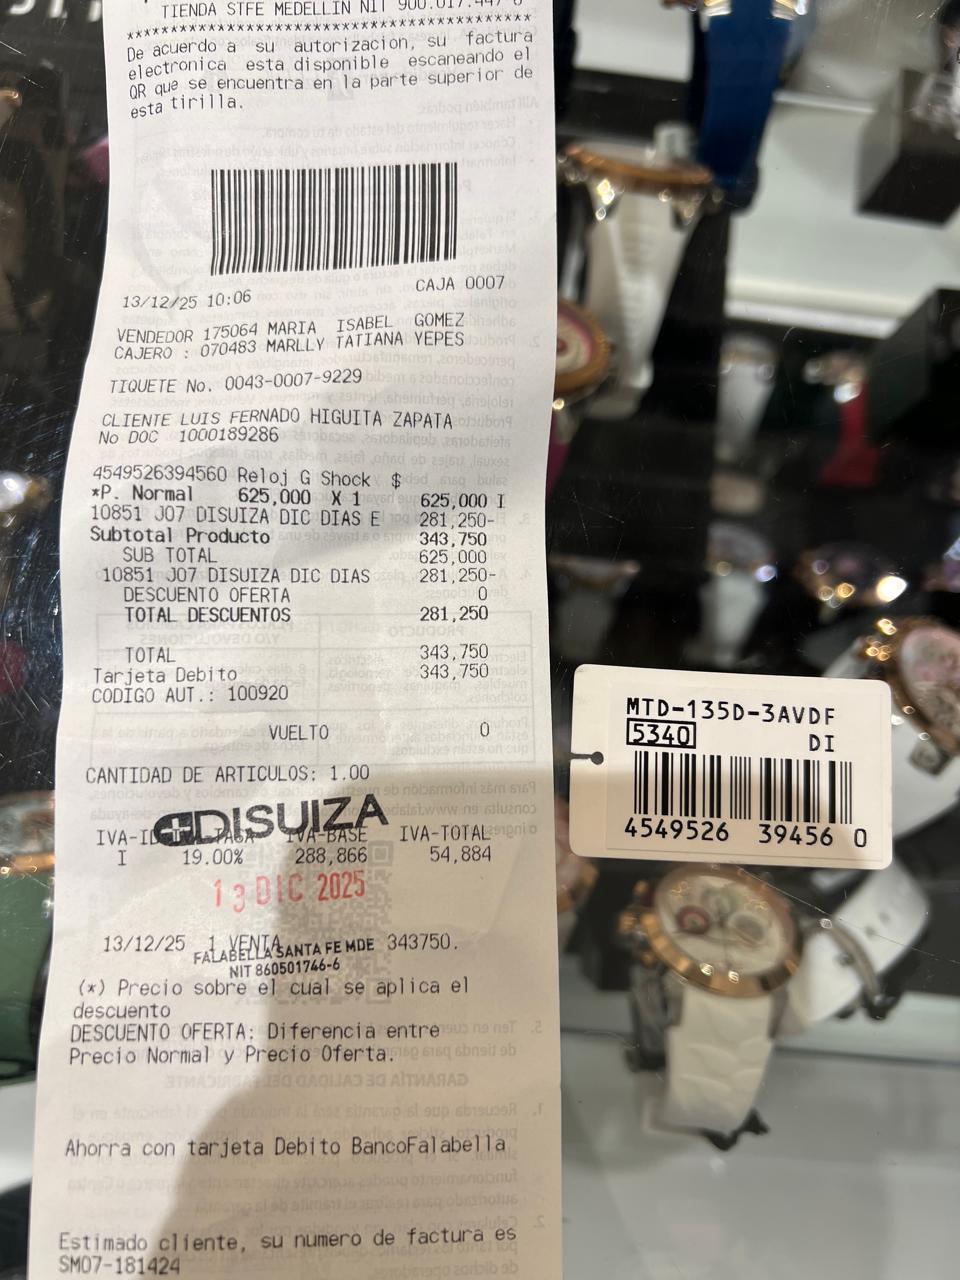 TIENDA STFE MEDELLIN NIT 900.017.447-8
****************************************
De acuerdo a su autorizacion, su factura
electronica esta disponible escaneando el
QR que se encuentra en la parte superior de
esta tirilla.
CAJA 0007
13/12/25 10:06
VENDEDOR 175064 MARIA ISABEL GOMEZ
CAJERO : 070483 MARLLY TATIANA YEPES
TIQUETE No. 0043-0007-9229
CLIENTE LUIS FERNADO HIGUITA ZAPATA
No DOC 1000189286
4549526394560 Reloj G Shock $
*P. Normal 625,000 X 1 625,000 I
10851 J07 DISUIZA DIC DIAS E 281,250-
Subtotal Producto 343,750
SUB TOTAL 625,000
10851 J07 DISUIZA DIC DIAS 281,250-
DESCUENTO OFERTA 0
TOTAL DESCUENTOS 281,250
TOTAL 343,750
Tarjeta Debito 343,750
CODIGO AUT.: 100920
VUELTO 0
CANTIDAD DE ARTICULOS: 1.00
DISUIZA
IVA-ID IVA-TASA IVA-BASE IVA-TOTAL
I 19.00% 288,866 54,884
13 DIC 2025
13/12/25 1 VENTA 343750.
FALABELLA SANTA FE MDE
NIT 860501746-6
(*) Precio sobre el cual se aplica el
descuento
DESCUENTO OFERTA: Diferencia entre
Precio Normal y Precio Oferta.
Ahorra con tarjeta Debito BancoFalabella
Estimado cliente, su numero de factura es
SM07-181424
MTD-135D-3AVDF
5340 DI
4549526 39456 0